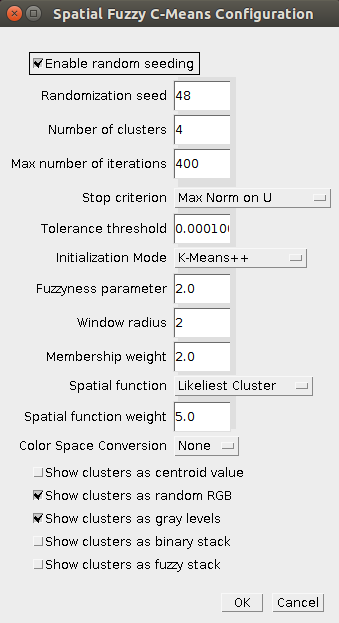 Spatial Fuzzy C-Means Configuration
Enable random seeding
Randomization seed 48
Number of clusters 4
Max number of iterations 400
Stop criterion Max Norm on U
Tolerance threshold 0.00010
Initialization Mode K-Means++
Fuzzyness parameter 2.0
Window radius 2
Membership weight 2.0
Spatial function Likeliest Cluster
Spatial function weight 5.0
Color Space Conversion None
Show clusters as centroid value
Show clusters as random RGB
Show clusters as gray levels
Show clusters as binary stack
Show clusters as fuzzy stack
OK Cancel